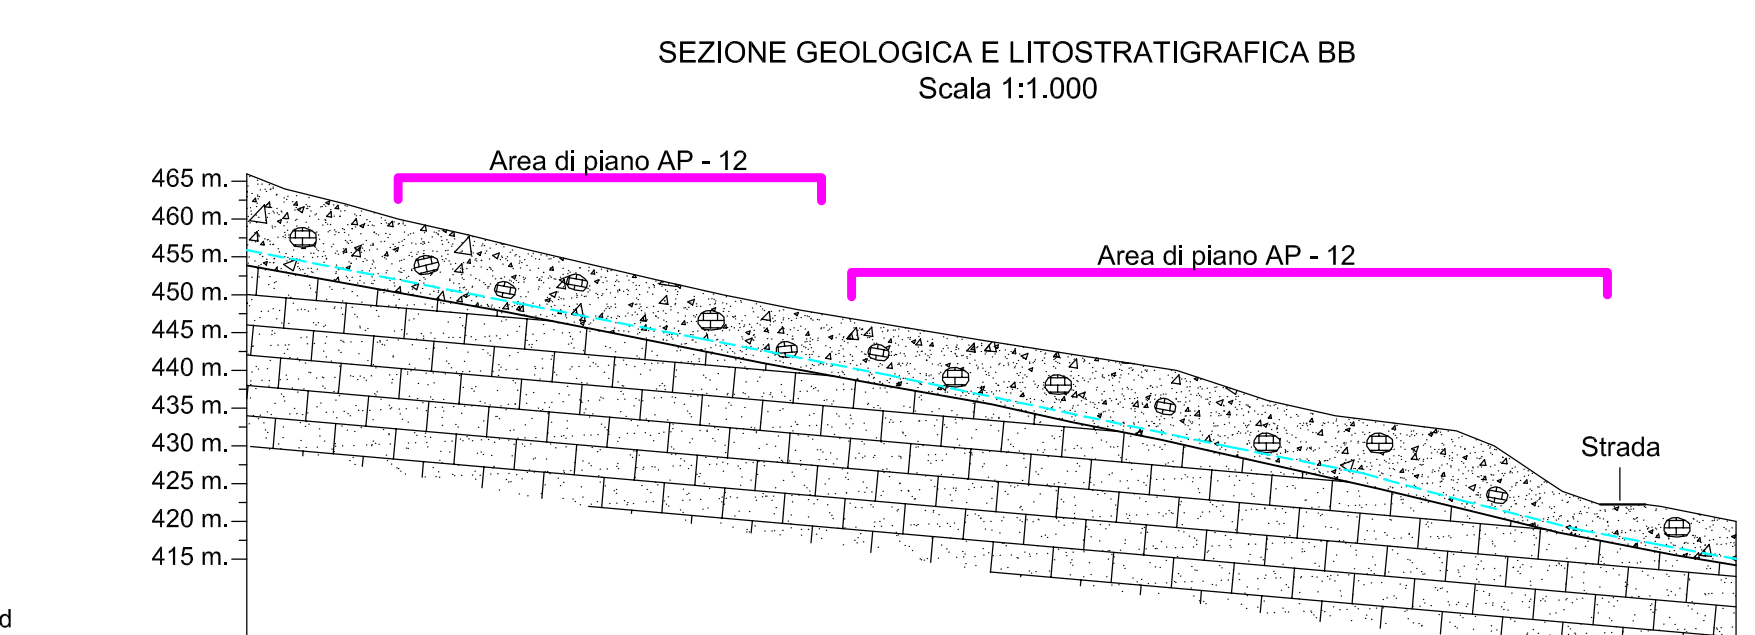 SEZIONE GEOLOGICA E LITOSTRATIGRAFICA BB
Scala 1:1.000
Area di piano AP - 12
465 m.
460 m.
455 m.
Area di piano AP - 12
450 m.
445 m.
440 m.
435 m.
430 m.
Strada
425 m.
420 m.
415 m.
d